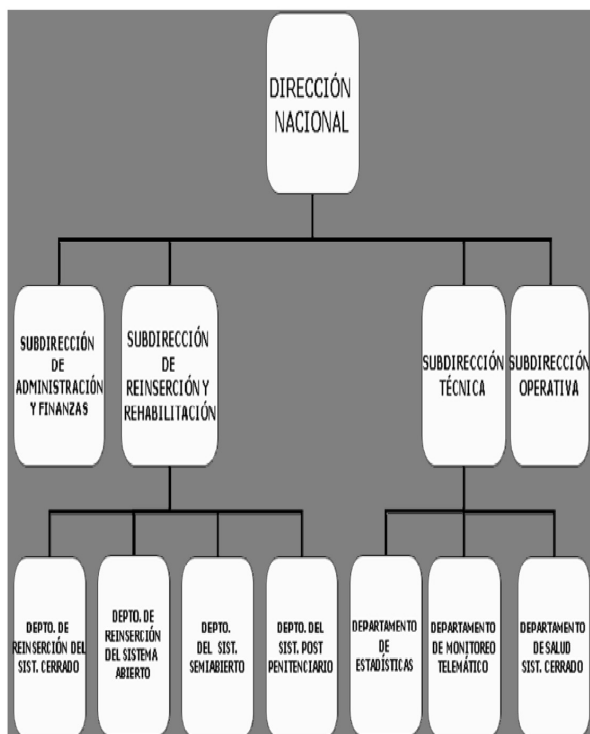 DIRECCIÓN
NACIONAL
SUBDIRECCIÓN
DE
ADMINISTRACIÓN
Y FINANZAS
SUBDIRECCIÓN
DE
REINSERCIÓN Y
REHABILITACIÓN
SUBDIRECCIÓN
TÉCNICA
SUBDIRECCIÓN
OPERATIVA
DEPTO. DE
REINSERCIÓN DEL
SIST. CERRADO
DEPTO. DE
REINSERCIÓN
DEL SISTEMA
ABIERTO
DEPTO.
DEL SIST.
SEMIABIERTO
DEPTO. DEL
SIST. POST
PENITENCIARIO
DEPARTAMENTO
DE
ESTADÍSTICAS
DEPARTAMENTO
DE MONITOREO
TELEMÁTICO
DEPARTAMENTO
DE SALUD
SIST. CERRADO